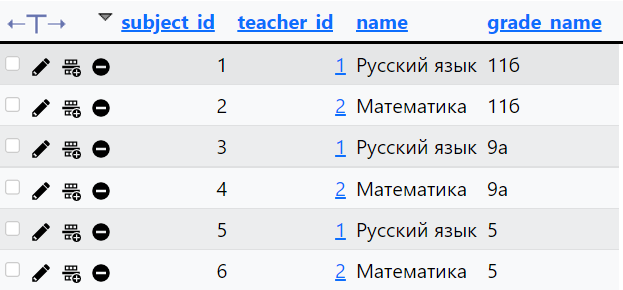 subject_id teacher_id name grade_name
1 1 Русский язык 11б
2 2 Математика 11б
3 1 Русский язык 9а
4 2 Математика 9а
5 1 Русский язык 5
6 2 Математика 5